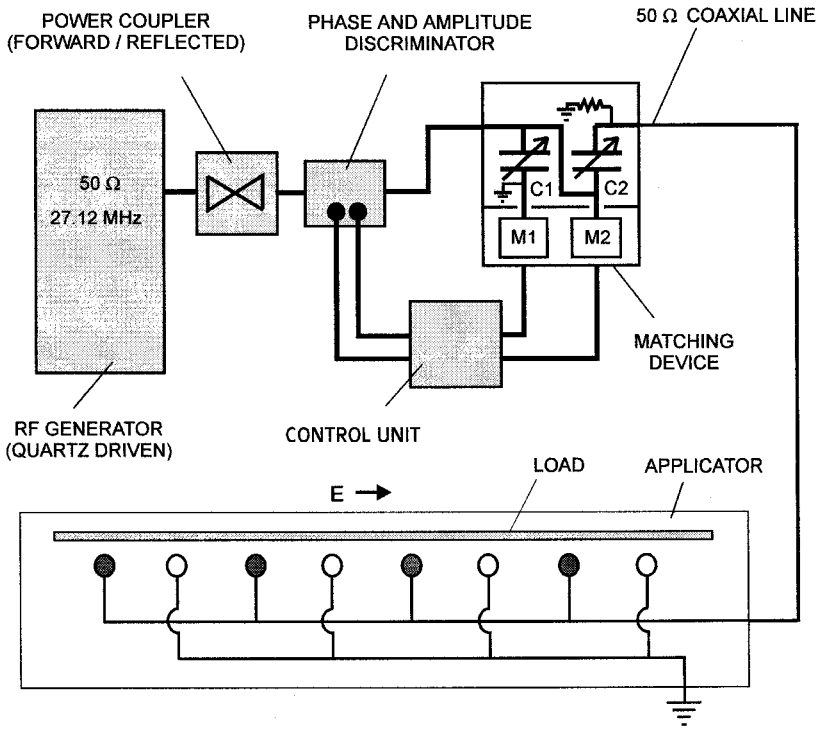 POWER COUPLER
(FORWARD / REFLECTED)
PHASE AND AMPLITUDE
DISCRIMINATOR
50 Ω COAXIAL LINE
50 Ω
27.12 MHz
C1
C2
M1
M2
MATCHING
DEVICE
RF GENERATOR
(QUARTZ DRIVEN)
CONTROL UNIT
E
LOAD
APPLICATOR